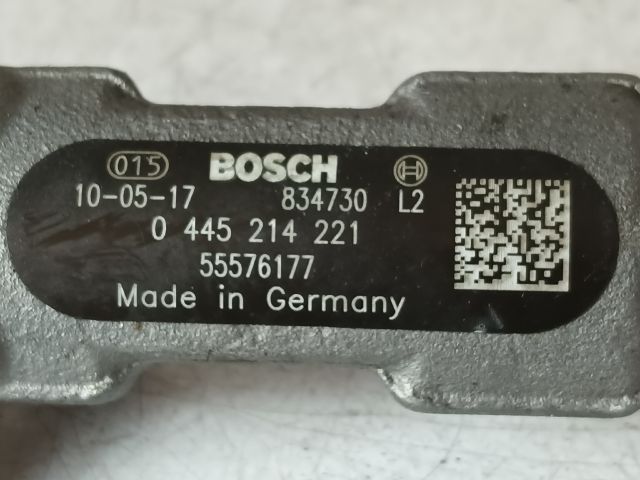 015 BOSCH
10-05-17 834730 L2
0 445 214 221
55576177
Made in Germany